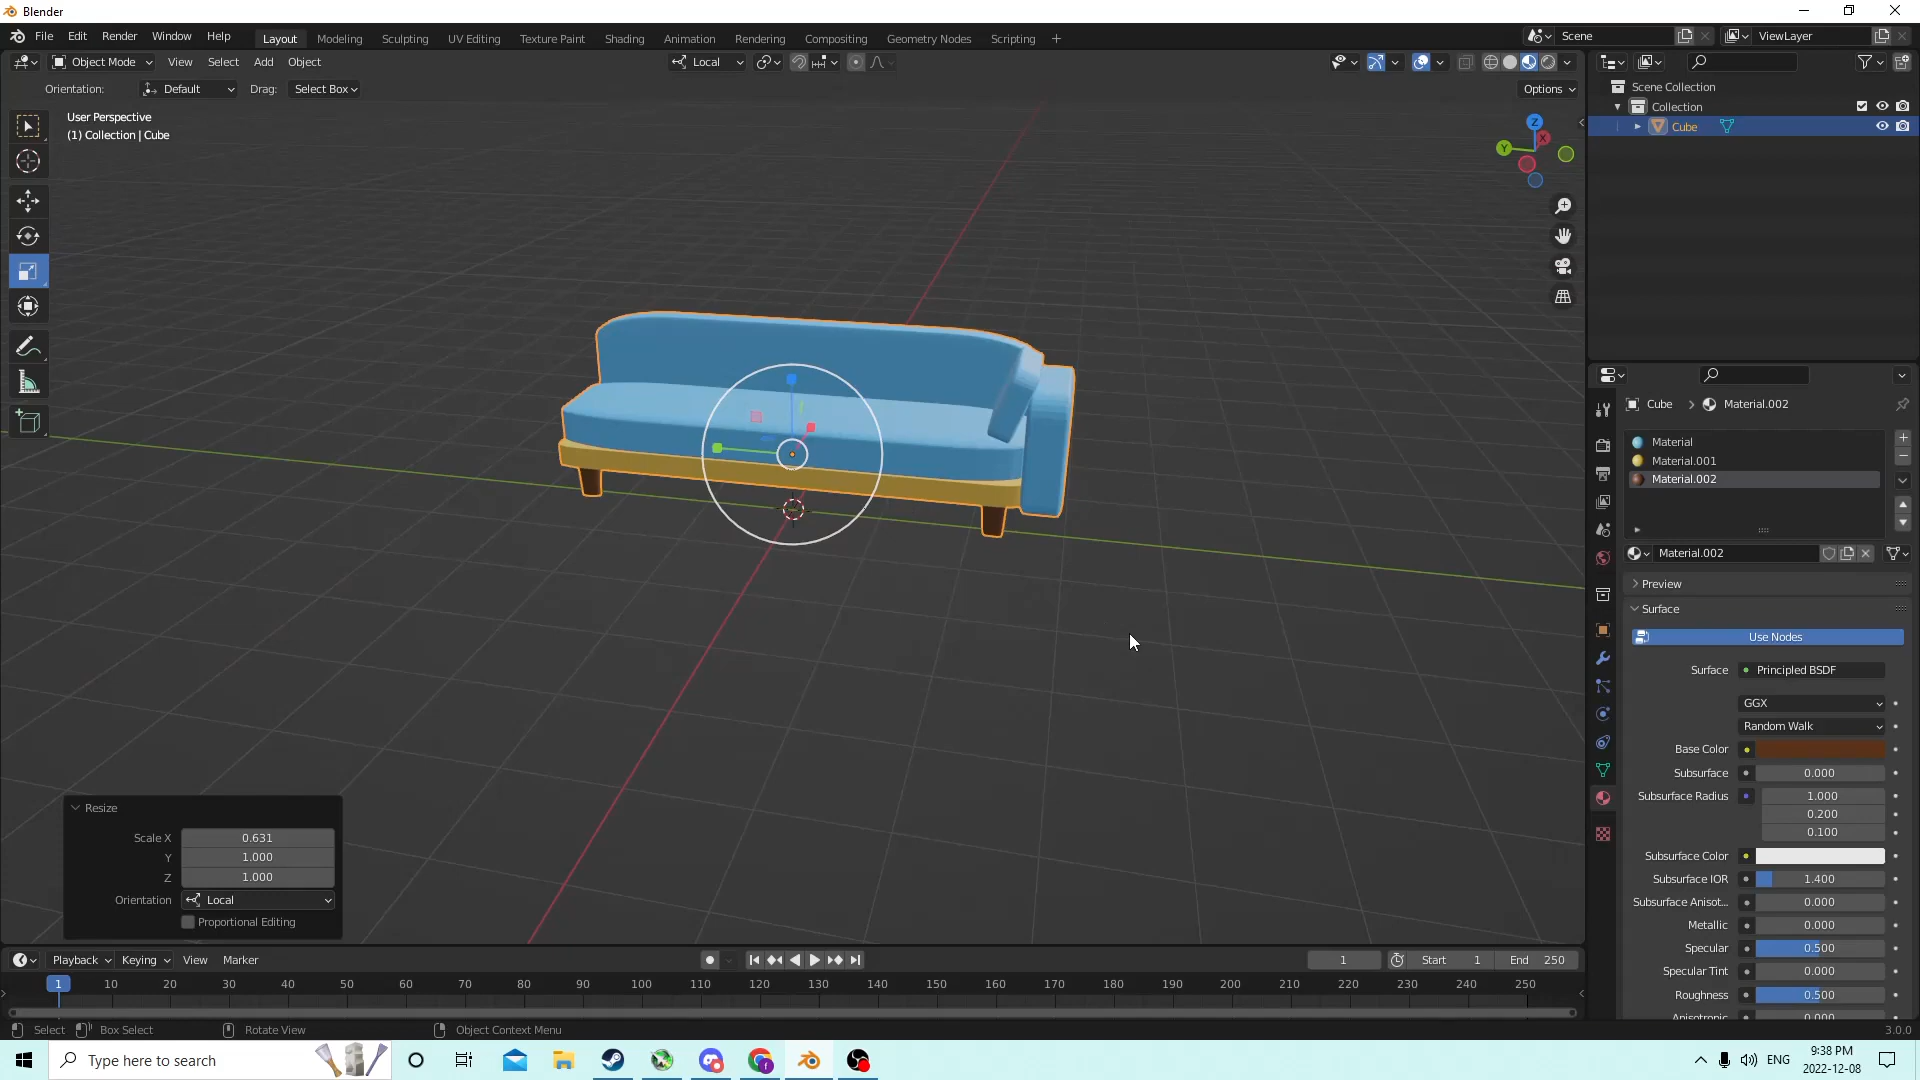 Blender
File Edit Render Window Help
Layout Modeling Sculpting UV Editing Texture Paint Shading Animation Rendering Compositing Geometry Nodes Scripting +
Scene
ViewLayer
Object Mode View Select Add Object
Local
Orientation: Default Drag: Select Box
Options
User Perspective
(1) Collection | Cube
Z
X
Y
Scene Collection
Collection
Cube
Cube > Material.002
Material
Material.001
Material.002
Material.002
Preview
Surface
Use Nodes
Surface Principled BSDF
GGX
Random Walk
Base Color
Subsurface 0.000
Subsurface Radius 1.000
0.200
0.100
Subsurface Color
Subsurface IOR 1.400
Subsurface Anisot... 0.000
Metallic 0.000
Specular 0.500
Specular Tint 0.000
Roughness 0.500
Anisotropic 0.000
Resize
Scale X 0.631
Y 1.000
Z 1.000
Orientation Local
Proportional Editing
Playback Keying View Marker
1 Start 1 End 250
1 10 20 30 40 50 60 70 80 90 100 110 120 130 140 150 160 170 180 190 200 210 220 230 240 250
Select Box Select Rotate View Object Context Menu
3.0.0
Type here to search
ENG
9:38 PM
2022-12-08